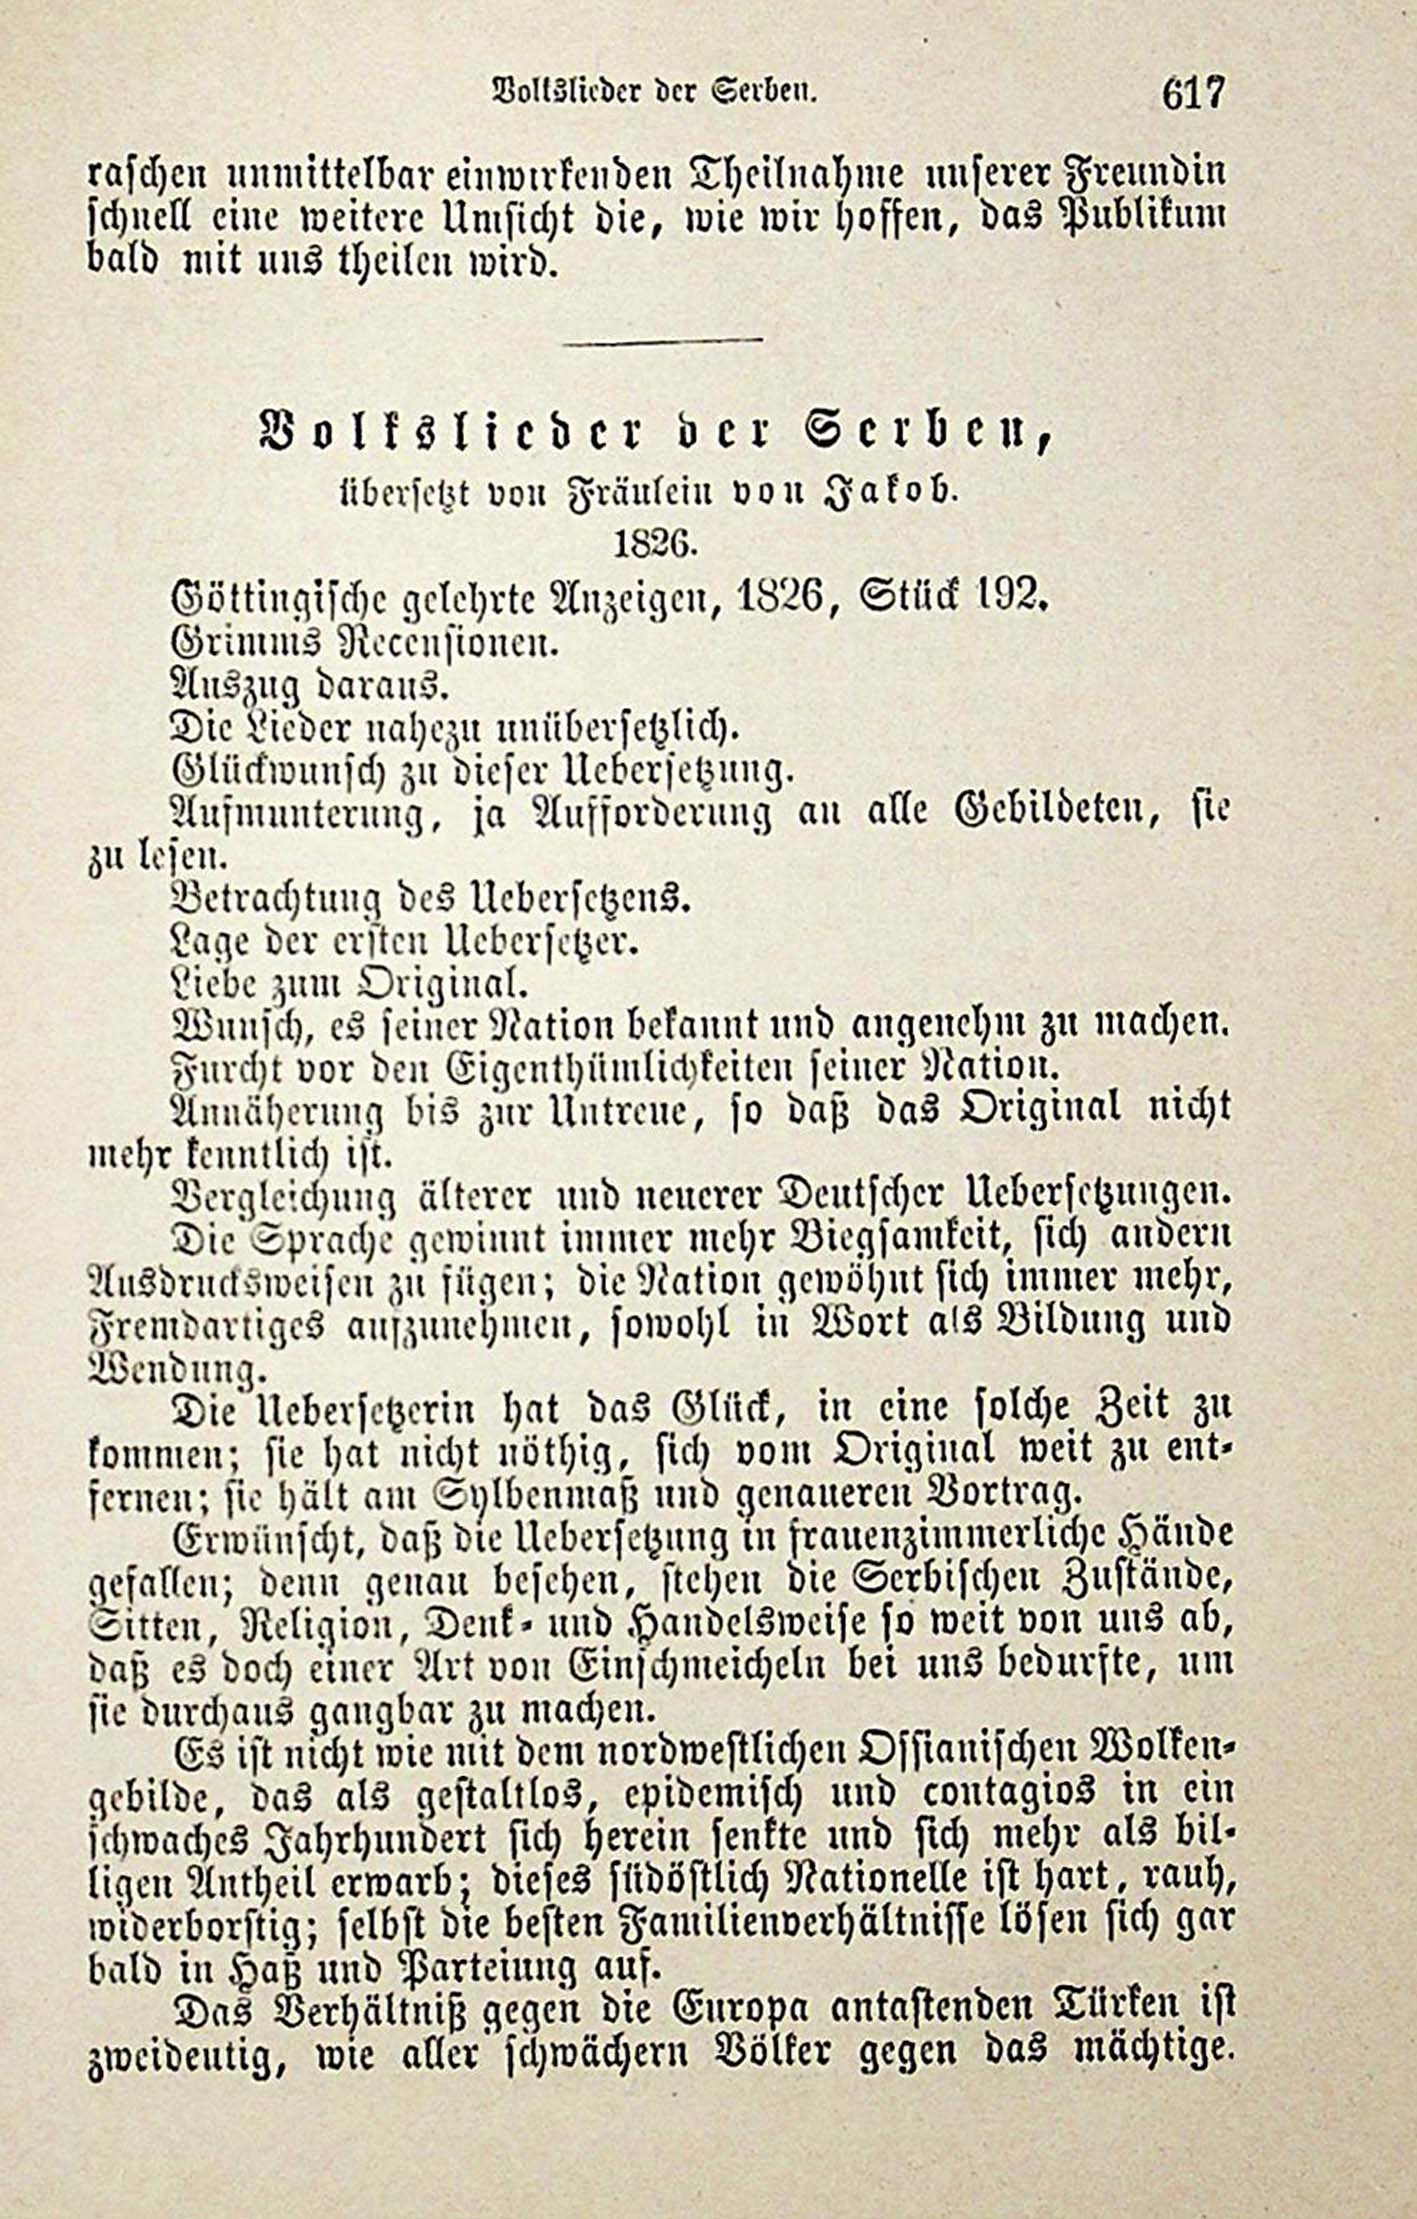 Volkslieder der Serben. 617
raschen unmittelbar einwirkenden Theilnahme unserer Freundin
schnell eine weitere Umsicht die, wie wir hoffen, das Publikum
bald mit uns theilen wird.
Volkslieder der Serben,
übersetzt von Fräulein von Jakob.
1826.
Göttingische gelehrte Anzeigen, 1826, Stück 192.
Grimms Recensionen.
Auszug daraus.
Die Lieder nahezu unübersetzlich.
Glückwunsch zu dieser Uebersetzung.
Aufmunterung, ja Aufforderung an alle Gebildeten, sie
zu lesen.
Betrachtung des Uebersetzens.
Lage der ersten Uebersetzer.
Liebe zum Original.
Wunsch, es seiner Nation bekannt und angenehm zu machen.
Furcht vor den Eigenthümlichkeiten seiner Nation.
Annäherung bis zur Untreue, so daß das Original nicht
mehr kenntlich ist.
Vergleichung älterer und neuerer Deutscher Uebersetzungen.
Die Sprache gewinnt immer mehr Biegsamkeit, sich andern
Ausdrucksweisen zu fügen; die Nation gewöhnt sich immer mehr,
Fremdartiges aufzunehmen, sowohl in Wort als Bildung und
Wendung.
Die Uebersetzerin hat das Glück, in eine solche Zeit zu
kommen; sie hat nicht nöthig, sich vom Original weit zu ent-
fernen; sie hält am Sylbenmaß und genaueren Vortrag.
Erwünscht, daß die Uebersetzung in frauenzimmerliche Hände
gefallen; denn genau besehen, stehen die Serbischen Zustände,
Sitten, Religion, Denk- und Handelsweise so weit von uns ab,
daß es doch einer Art von Einschmeicheln bei uns bedurfte, um
sie durchaus gangbar zu machen.
Es ist nicht wie mit dem nordwestlichen Ossianischen Wolken-
gebilde, das als gestaltlos, epidemisch und contagios in ein
schwaches Jahrhundert sich herein senkte und sich mehr als bil-
ligen Antheil erwarb; dieses südöstlich Nationelle ist hart, rauh,
widerborstig; selbst die besten Familienverhältnisse lösen sich gar
bald in Haß und Parteiung auf.
Das Verhältniß gegen die Europa antastenden Türken ist
zweideutig, wie aller schwächern Völker gegen das mächtige.